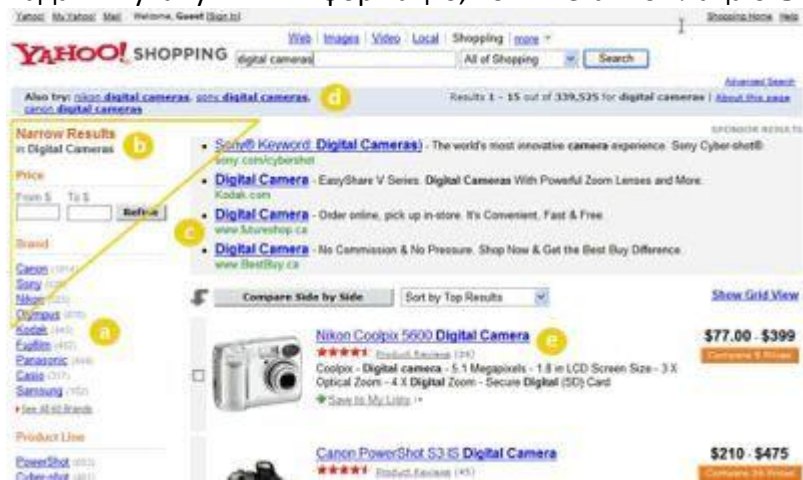 Yahoo! My Yahoo! Mail Welcome, Guest [Sign In] Shopping Home Help
Web Images Video Local Shopping more
YAHOO! SHOPPING digital cameras All of Shopping Search
Advanced Search
Also try: nikon digital cameras, sony digital cameras, d Results 1 - 15 out of 339,525 for digital cameras | About this page
canon digital cameras
SPONSOR RESULTS
Narrow Results
in Digital Cameras b
Price
From $ To $
Refine
Brand
Canon
Sony
Nikon
Olympus
Kodak a
Fujifilm
Panasonic
Casio
Samsung
See All 60 Brands
Product Line
PowerShot
Cyber-shot
Sony® Keyword: Digital Cameras) - The world's most innovative camera experience. Sony Cyber-shot®
sony.com/cybershot
Digital Camera - EasyShare V Series. Digital Cameras With Powerful Zoom Lenses and More.
Kodak.com
Digital Camera - Order online, pick up in-store. It's Convenient, Fast & Free.
c www.futureshop.ca
Digital Camera - No Commission & No Pressure. Shop Now & Get the Best Buy Difference.
www.BestBuy.ca
Compare Side by Side Sort by Top Results Show Grid View
Nikon Coolpix 5600 Digital Camera e $77.00 - $399
Product Reviews
Coolpix - Digital camera - 5.1 Megapixels - 1.8 in LCD Screen Size - 3 X
Optical Zoom - 4 X Digital Zoom - Secure Digital (SD) Card
Save to My Lists
Canon PowerShot S3 IS Digital Camera $210 - $475
Product Reviews (45)